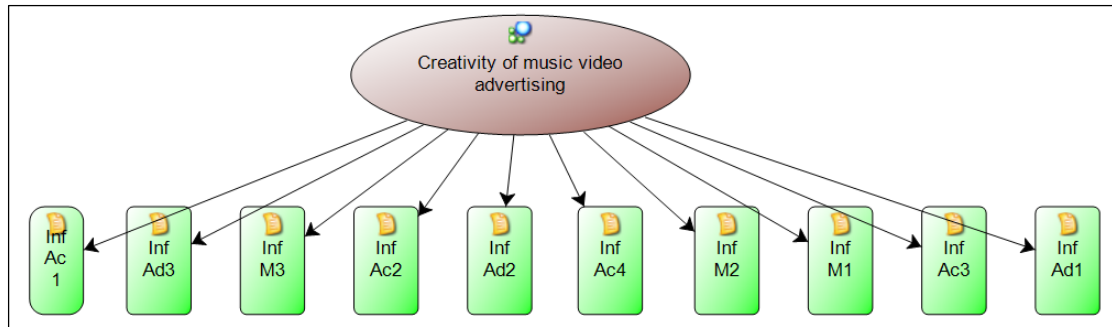 Creativity of music video
advertising
Inf
Ac
1
Inf
Ad3
Inf
M3
Inf
Ac2
Inf
Ad2
Inf
Ac4
Inf
M2
Inf
M1
Inf
Ac3
Inf
Ad1